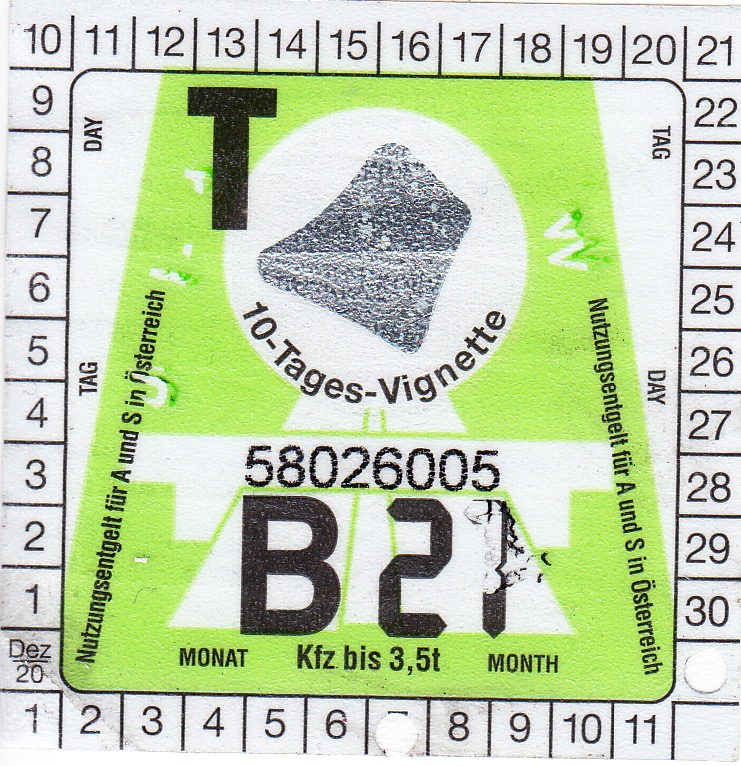 10 11 12 13 14 15 16 17 18 19 20 21
9
8
7
6
5
4
3
2
1
Dez
20
DAY
TAG
T
TAG
DAY
10-Tages-Vignette
Nutzungsentgelt für A und S in Österreich
Nutzungsentgelt für A und S in Österreich
58026005
B 21
MONAT Kfz bis 3,5t MONTH
22
23
24
25
26
27
28
29
30
1 2 3 4 5 6 8 9 10 11